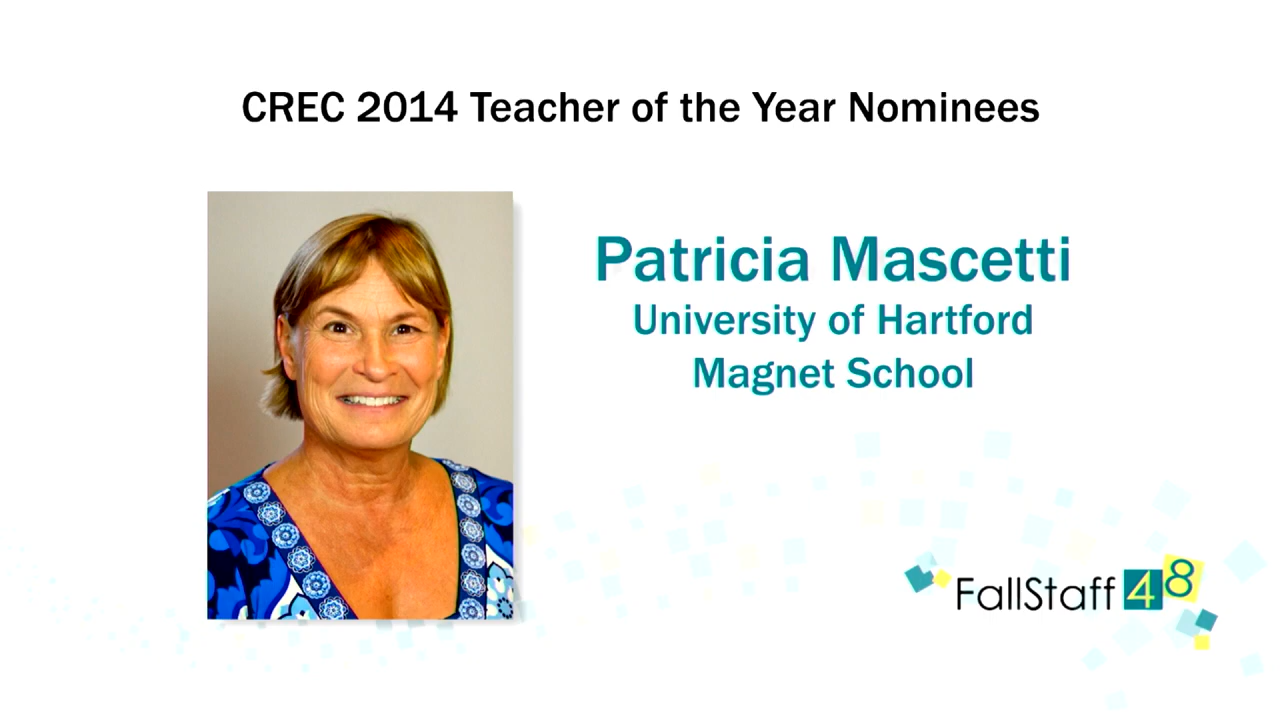 CREC 2014 Teacher of the Year Nominees
Patricia Mascetti
University of Hartford
Magnet School
FallStaff 48